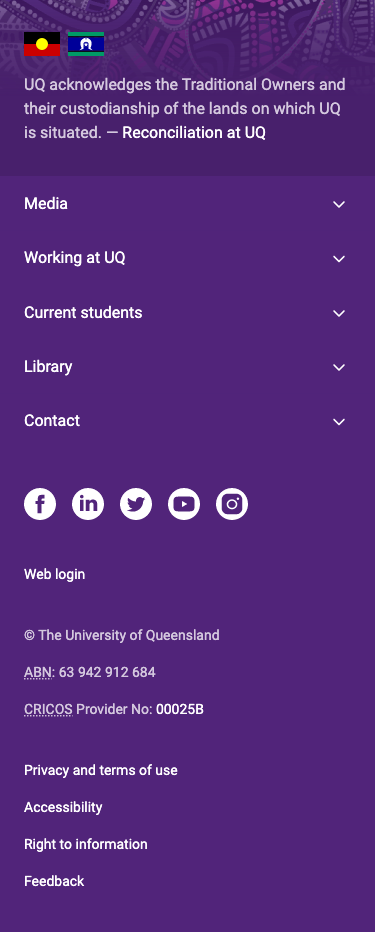 UQ acknowledges the Traditional Owners and
their custodianship of the lands on which UQ
is situated. — Reconciliation at UQ
Media
Working at UQ
Current students
Library
Contact
Web login
© The University of Queensland
ABN: 63 942 912 684
CRICOS Provider No: 00025B
Privacy and terms of use
Accessibility
Right to information
Feedback